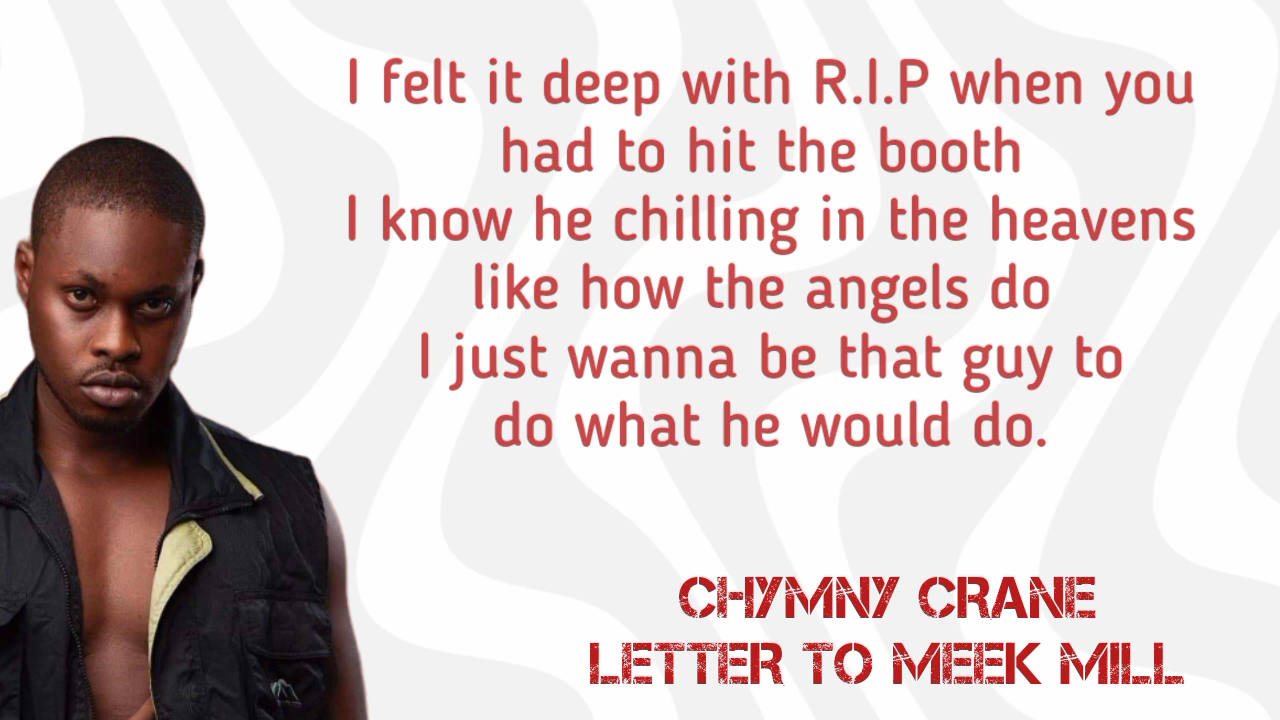 I felt it deep with R.I.P when you
had to hit the booth
I know he chilling in the heavens
like how the angels do
I just wanna be that guy to
do what he would do.
CHYMNY CRANE
LETTER TO MEEK MILL